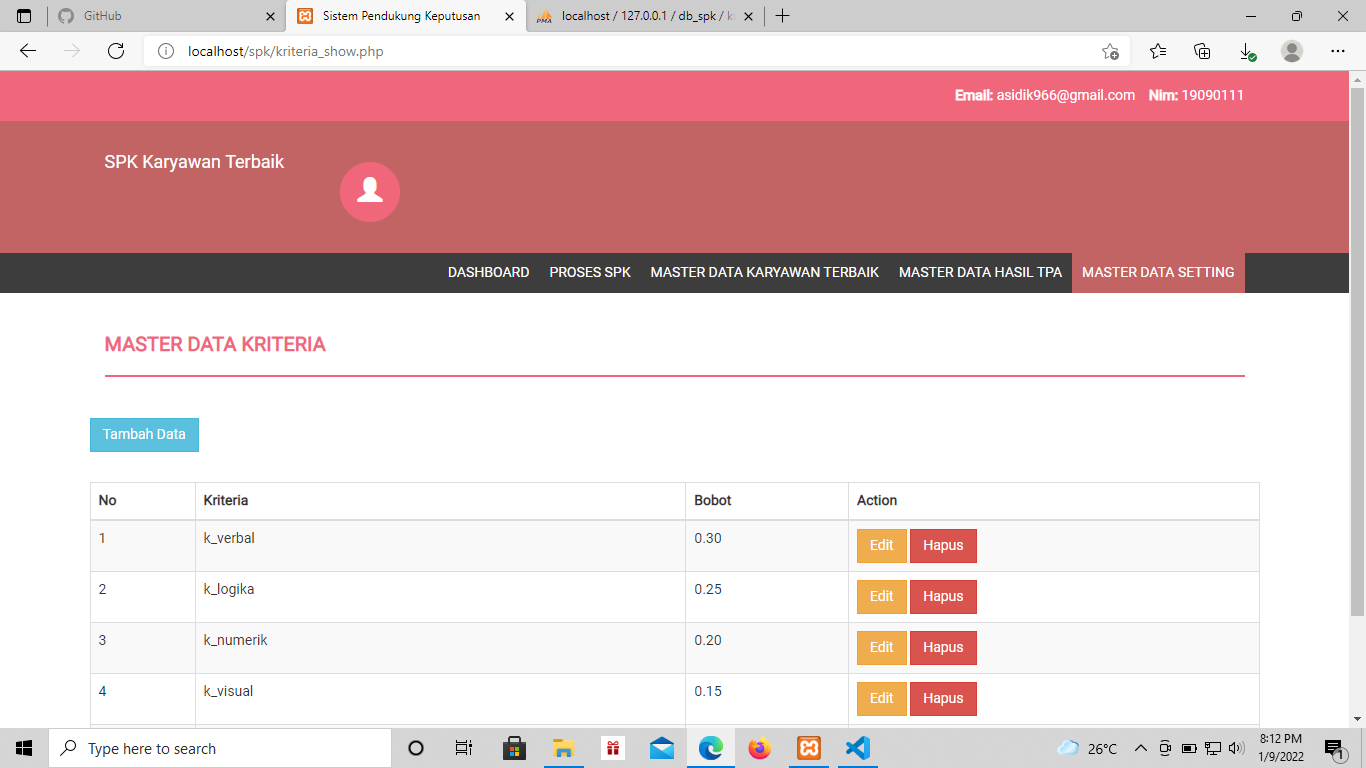 GitHub
Sistem Pendukung Keputusan
PMA
localhost / 127.0.0.1 / db_spk /
localhost/spk/kriteria_show.php
Email: asidik966@gmail.com Nim: 19090111
SPK Karyawan Terbaik
DASHBOARD PROSES SPK MASTER DATA KARYAWAN TERBAIK MASTER DATA HASIL TPA MASTER DATA SETTING
MASTER DATA KRITERIA
Tambah Data
No Kriteria Bobot Action
1 k_verbal 0.30 Edit Hapus
2 k_logika 0.25 Edit Hapus
3 k_numerik 0.20 Edit Hapus
4 k_visual 0.15 Edit Hapus
Type here to search
26°C
8:12 PM
1/9/2022
1